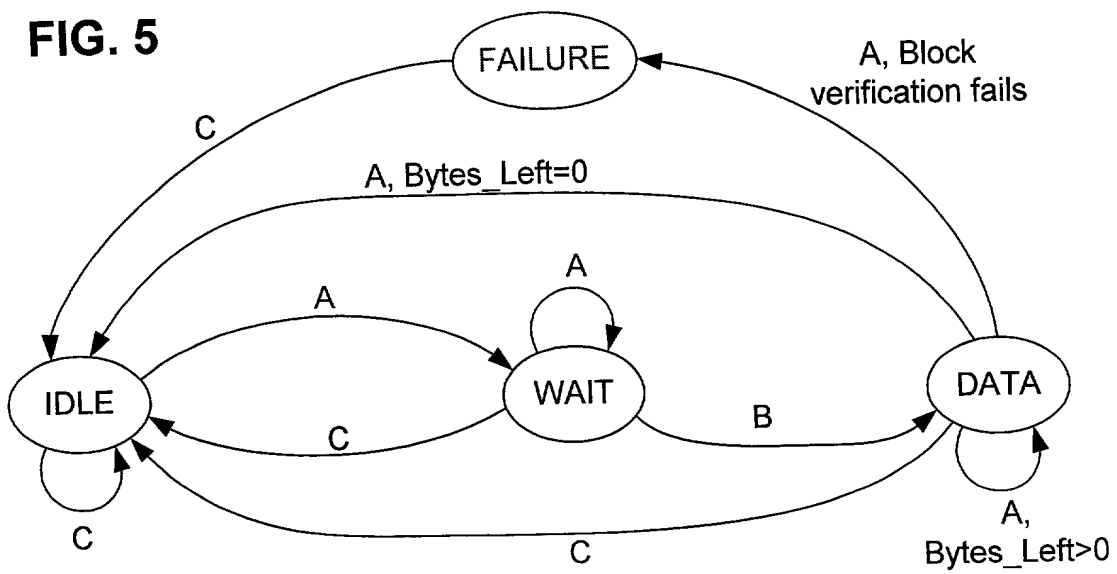 FIG. 5
FAILURE
A, Block
verification fails
C
A, Bytes_Left=0
A
A
IDLE
WAIT
DATA
B
C
C
C
A,
Bytes_Left>0